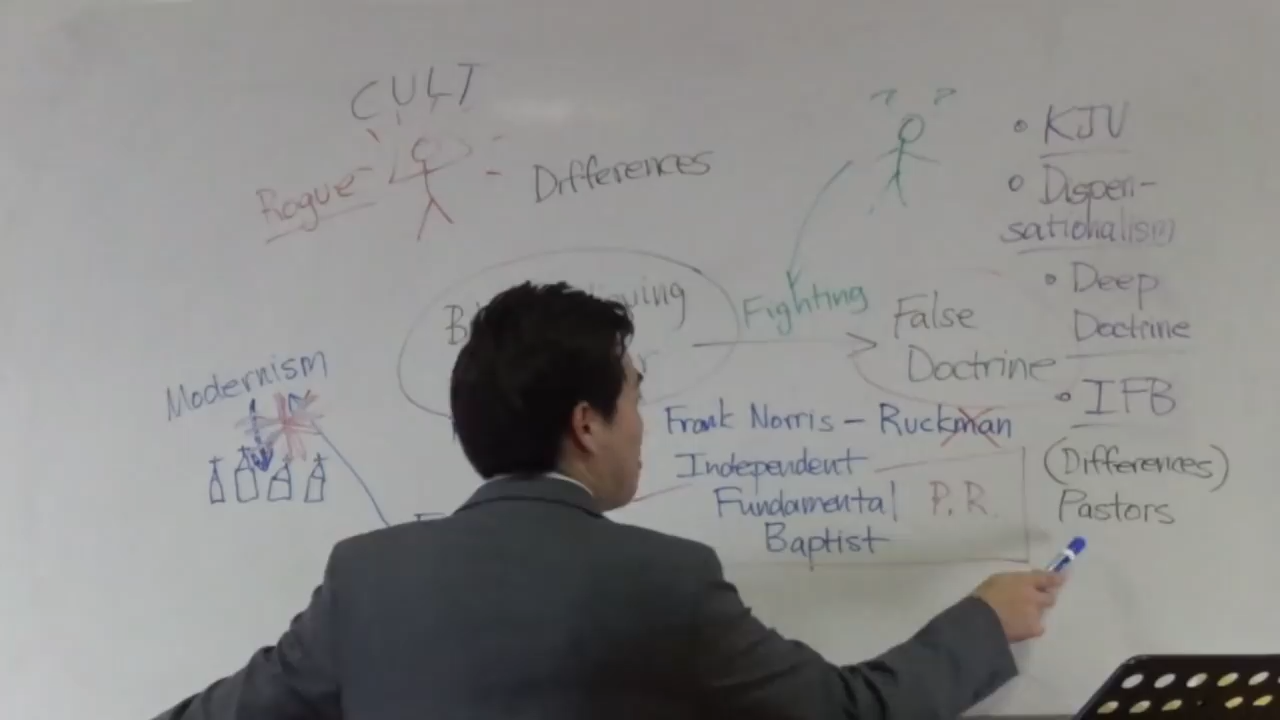 CULT
Rogue
Differences
? ?
• KJV
• Dispen-
sationalism
• Deep
Doctrine
• IFB
(Differences)
Pastors
Fighting
False
Doctrine
Modernism
Frank Norris – Ruckman
Independent
Fundamental
Baptist
P.R.